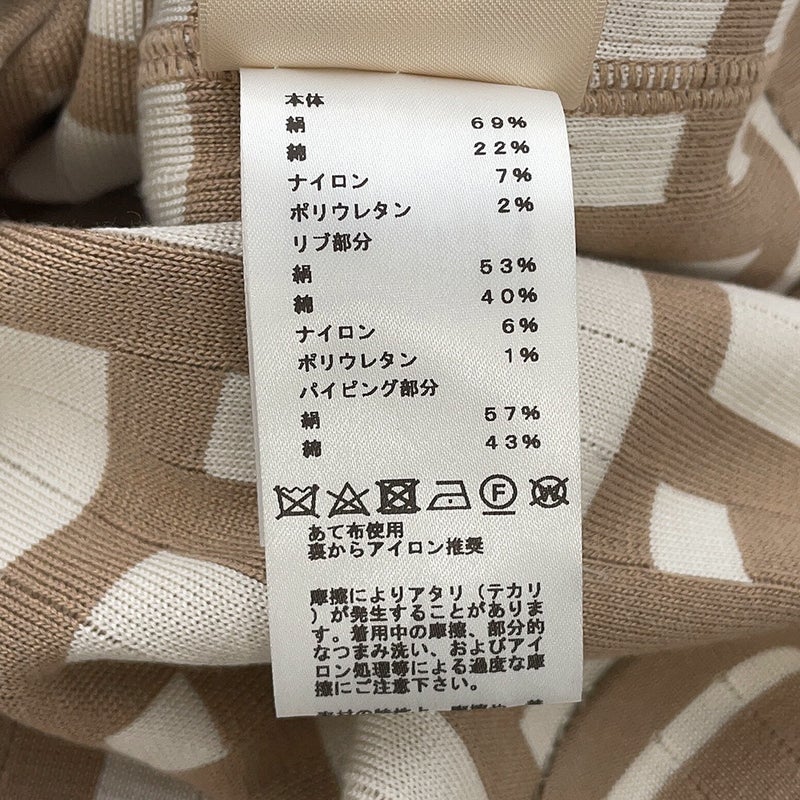 本体
絹 69%
綿 22%
ナイロン 7%
ポリウレタン 2%
リブ部分
絹 53%
綿 40%
ナイロン 6%
ポリウレタン 1%
パイピング部分
絹 57%
綿 43%
F W
あて布使用
裏からアイロン推奨
摩擦によりアタリ（テカリ
）が発生することがありま
す。着用中の摩擦、部分的
なつまみ洗い、およびアイ
ロン処理等による過度な摩
擦にご注意下さい。